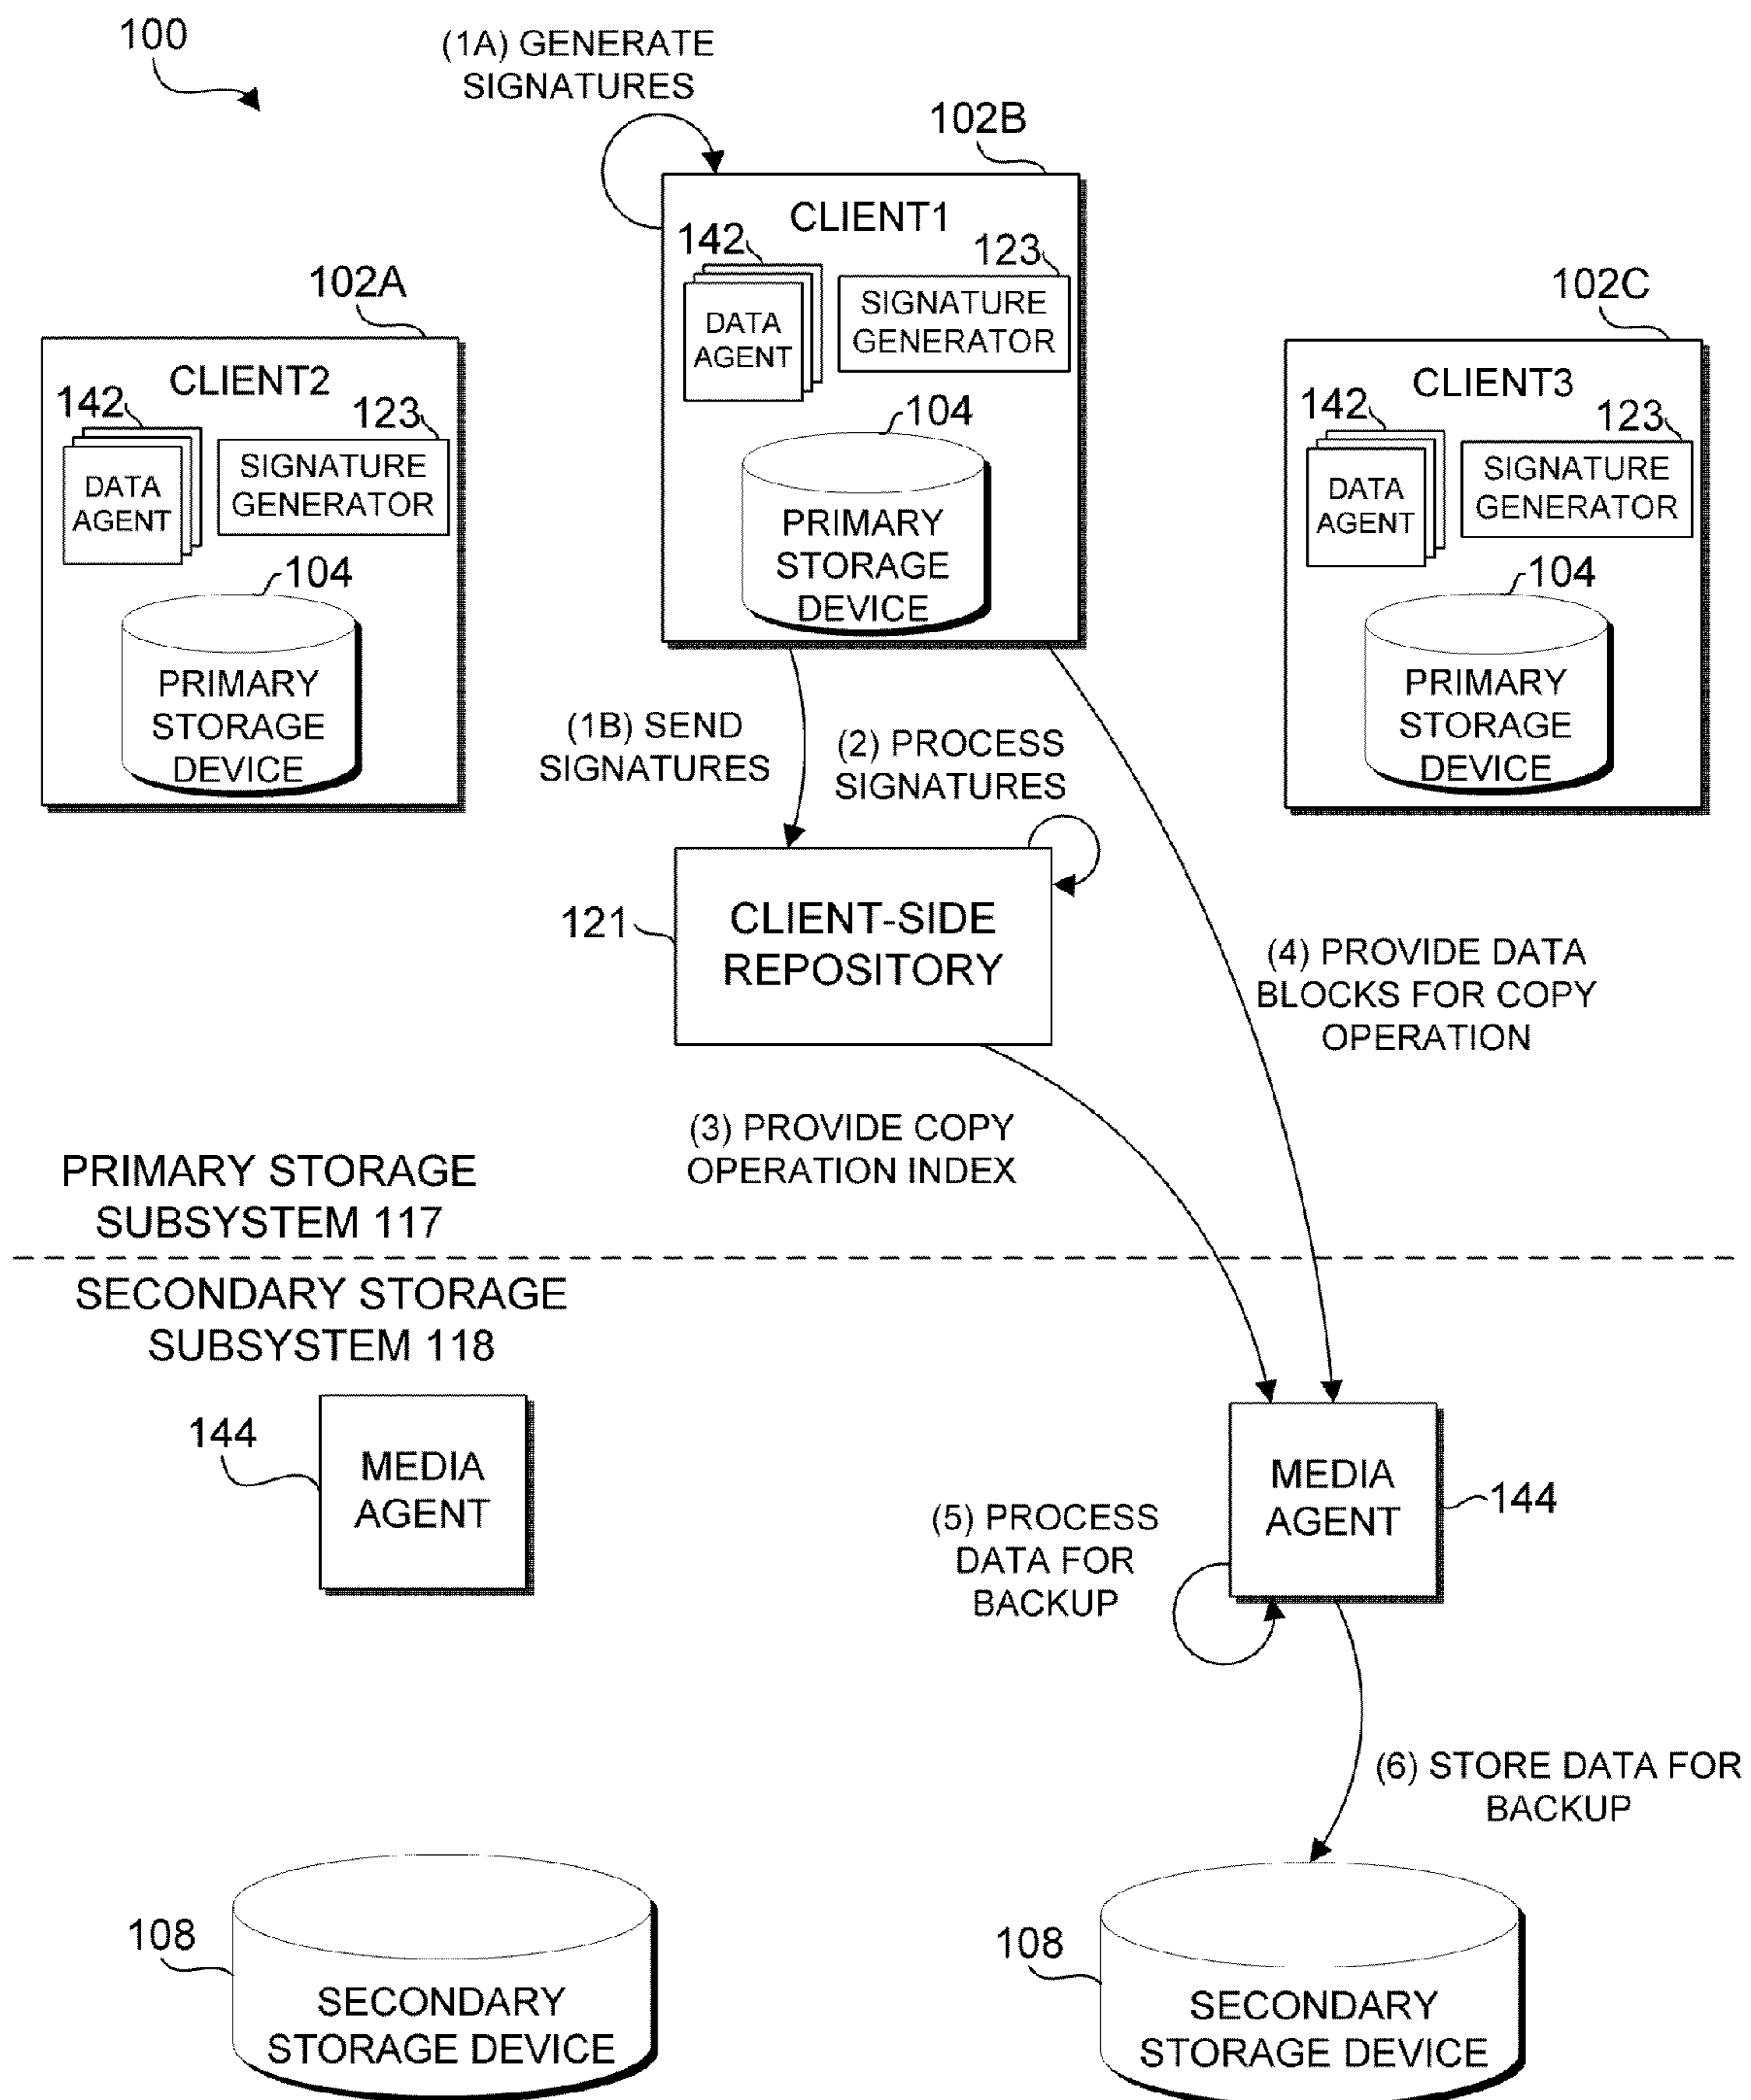 100
(1A) GENERATE
SIGNATURES
102B
CLIENT1
142
123
DATA
AGENT
SIGNATURE
GENERATOR
104
PRIMARY
STORAGE
DEVICE
102A
CLIENT2
142
123
DATA
AGENT
SIGNATURE
GENERATOR
104
PRIMARY
STORAGE
DEVICE
102C
CLIENT3
142
123
DATA
AGENT
SIGNATURE
GENERATOR
104
PRIMARY
STORAGE
DEVICE
(1B) SEND
SIGNATURES
(2) PROCESS
SIGNATURES
121
CLIENT-SIDE
REPOSITORY
(4) PROVIDE DATA
BLOCKS FOR COPY
OPERATION
(3) PROVIDE COPY
OPERATION INDEX
PRIMARY STORAGE
SUBSYSTEM 117
SECONDARY STORAGE
SUBSYSTEM 118
144
MEDIA
AGENT
MEDIA
AGENT
144
(5) PROCESS
DATA FOR
BACKUP
(6) STORE DATA FOR
BACKUP
108
SECONDARY
STORAGE DEVICE
108
SECONDARY
STORAGE DEVICE